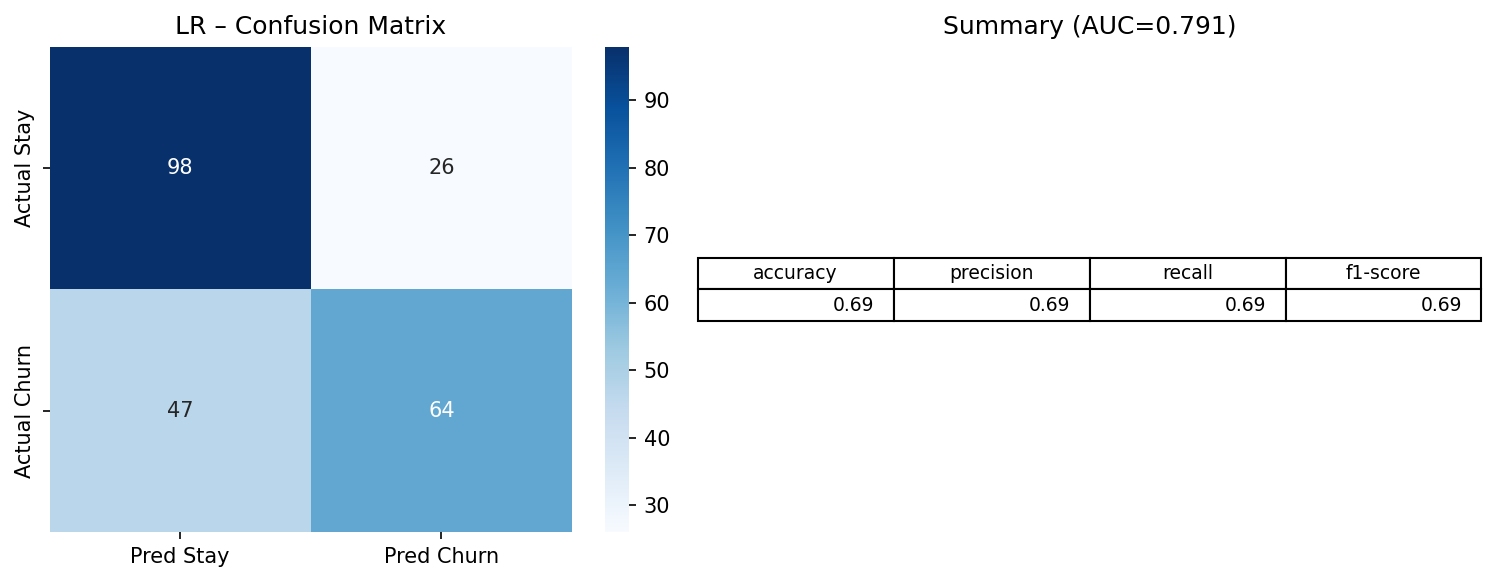 LR – Confusion Matrix
Actual Stay
Actual Churn
98
26
47
64
Pred Stay
Pred Churn
90
80
70
60
50
40
30
Summary (AUC=0.791)
accuracy precision recall f1-score
0.69 0.69 0.69 0.69